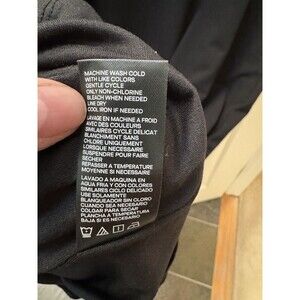 MACHINE WASH COLD
WITH LIKE COLORS
GENTLE CYCLE
ONLY NON-CHLORINE
BLEACH WHEN NEEDED
LINE DRY
COOL IRON IF NEEDED
LAVAGE EN MACHINE A FROID
AVEC DES COULEURS
SIMILAIRES CYCLE DELICAT
BLANCHIMENT SANS
CHLORE UNIQUEMENT
LORSQUE NECESSAIRE
SUSPENDRE POUR FAIRE
SECHER
REPASSER A TEMPERATURE
MOYENNE SI NECESSAIRE
LAVADO A MAQUINA EN
AGUA FRIA Y CON COLORES
SIMILARES CICLO DELICADO
USE SOLAMENTE
BLANQUEADOR SIN CLORO
CUANDO SEA NECESARIO
COLGAR PARA SECAR
PLANCHA A TEMPERATURA
BAJA SI ES NECESARIO